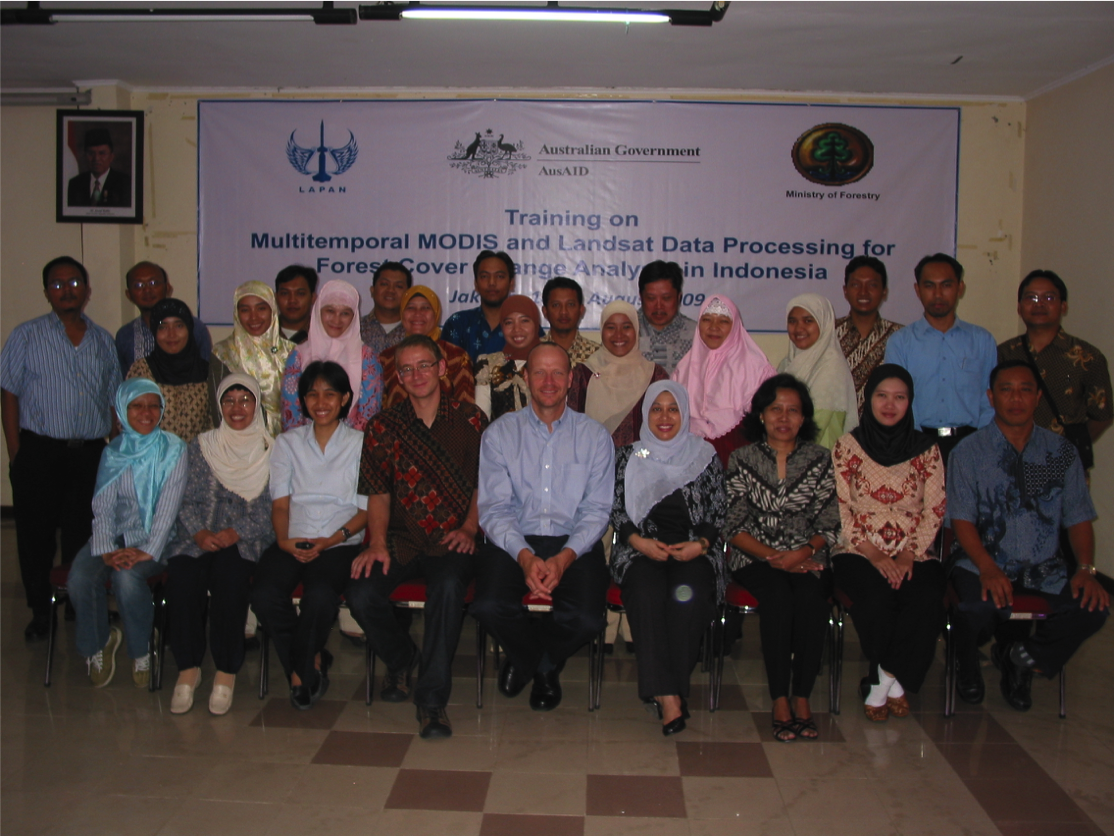 LAPAN
Australian Government
AusAID
Ministry of Forestry
Training on
Multitemporal MODIS and Landsat Data Processing for
Forest Cover Analysis in Indonesia